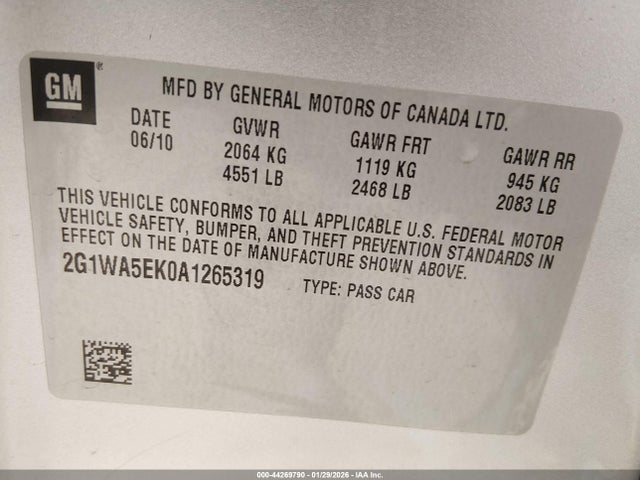 GM®
MFD BY GENERAL MOTORS OF CANADA LTD.
DATE GVWR GAWR FRT GAWR RR
06/10 2064 KG 1119 KG 945 KG
4551 LB 2468 LB 2083 LB
THIS VEHICLE CONFORMS TO ALL APPLICABLE U.S. FEDERAL MOTOR
VEHICLE SAFETY, BUMPER, AND THEFT PREVENTION STANDARDS IN
EFFECT ON THE DATE OF MANUFACTURE SHOWN ABOVE.
2G1WA5EK0A1265319 TYPE: PASS CAR
000-44269790 - 01/29/2026 - IAA Inc.